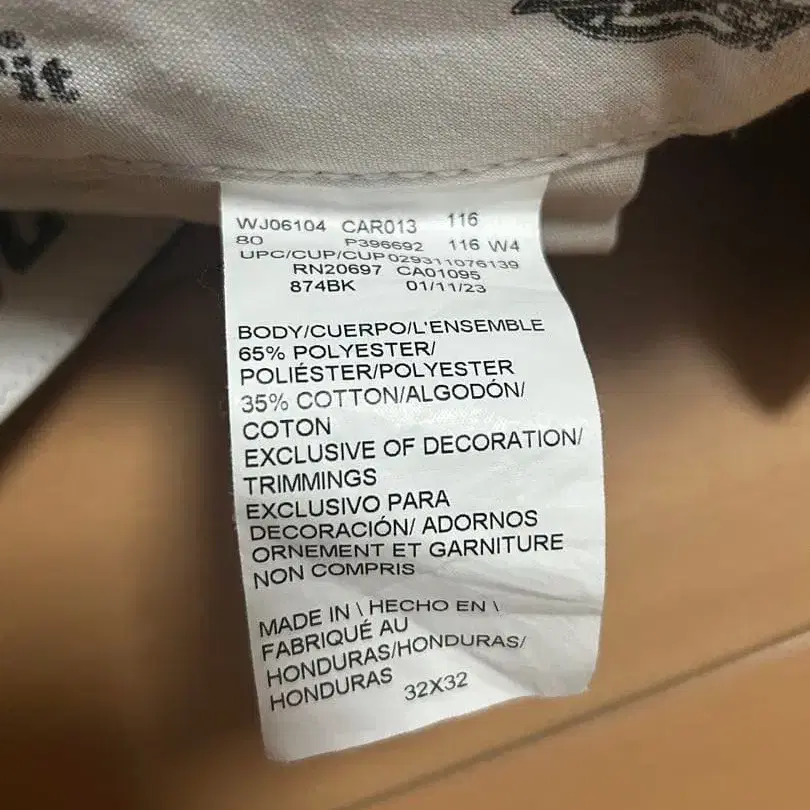 WJ06104 CAR013 116
80 P396692 116 W4
UPC/CUP/CUP029311076139
RN20697 CA01095
874BK 01/11/23
BODY/CUERPO/L'ENSEMBLE
65% POLYESTER/
POLIÉSTER/POLYESTER
35% COTTON/ALGODÓN/
COTON
EXCLUSIVE OF DECORATION/
TRIMMINGS
EXCLUSIVO PARA
DECORACIÓN/ ADORNOS
ORNEMENT ET GARNITURE
NON COMPRIS
MADE IN \ HECHO EN \
FABRIQUÉ AU
HONDURAS/HONDURAS/
HONDURAS 32X32